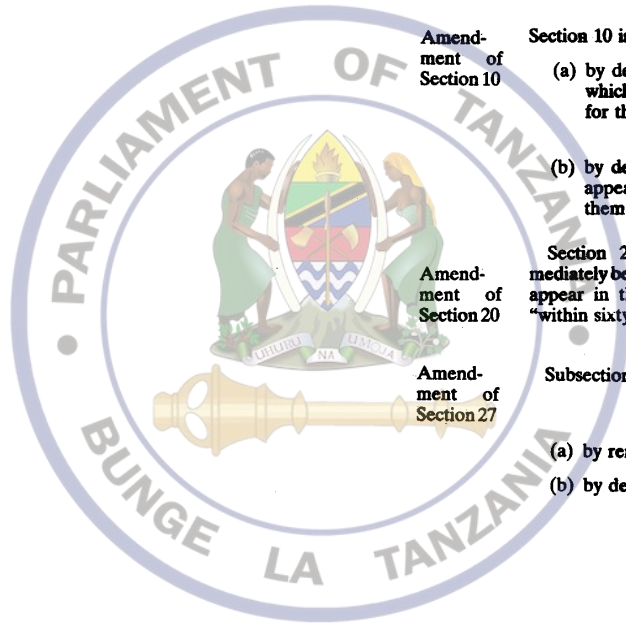 PARLIAMENT OF TANZANIA
UHURU NA UMOJA
BUNGE LA TANZANIA
Amend-
ment of
Section 10
Section 10 i
(a) by de
which
for th
(b) by de
appea
them
Amend-
ment of
Section 20
Section 2
mediately be
appear in t
“within sixty
Amend-
ment of
Section 27
Subsection
(a) by re
(b) by de